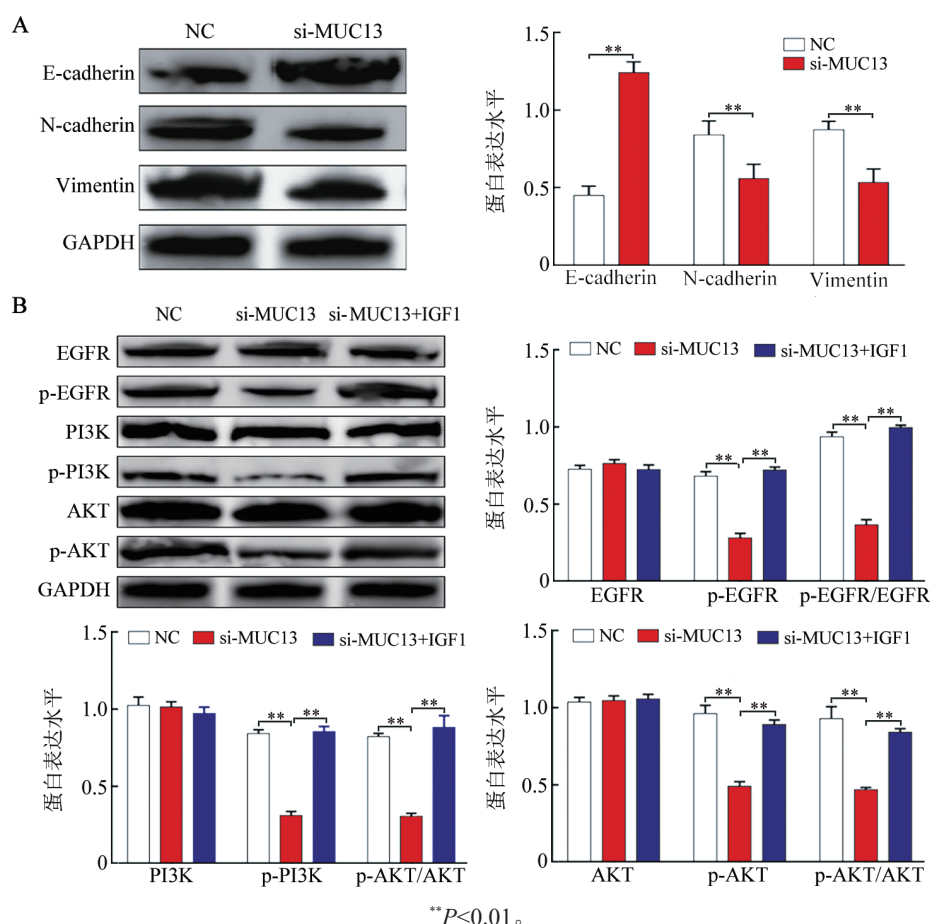 A
NC si-MUC13
E-cadherin
N-cadherin
Vimentin
GAPDH
蛋白表达水平
1.5
1.0
0.5
0
NC
si-MUC13
**
**
**
E-cadherin N-cadherin Vimentin
B
NC si-MUC13 si-MUC13+IGF1
EGFR
p-EGFR
PI3K
p-PI3K
AKT
p-AKT
GAPDH
蛋白表达水平
1.5
1.0
0.5
0
NC si-MUC13 si-MUC13+IGF1
** **
** **
EGFR p-EGFR p-EGFR/EGFR
蛋白表达水平
1.5
1.0
0.5
0
NC si-MUC13 si-MUC13+IGF1
** **
** **
PI3K p-PI3K p-AKT/AKT
蛋白表达水平
1.5
1.0
0.5
0
NC si-MUC13 si-MUC13+IGF1
** **
** **
AKT p-AKT p-AKT/AKT
**P<0.01。